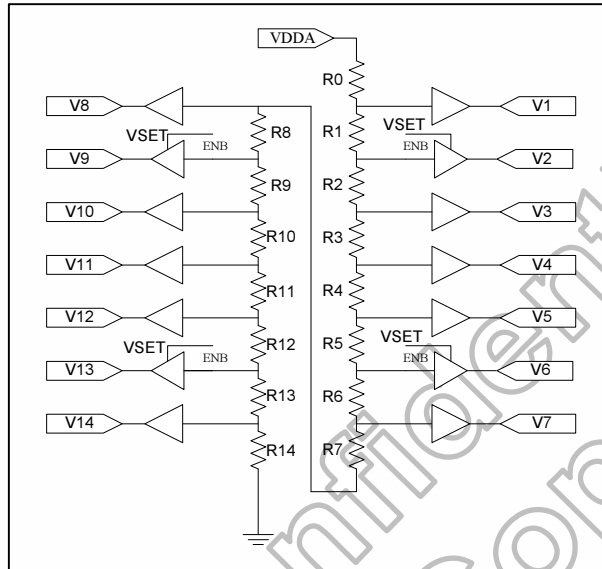 VDDA
R0
V8
V1
R8
R1
VSET
VSET
V9
ENB
ENB
V2
R9
R2
V10
V3
R10
R3
V11
V4
R11
R4
V12
V5
VSET
R12
R5
VSET
V13
ENB
ENB
V6
R13
R6
V14
V7
R14
R7